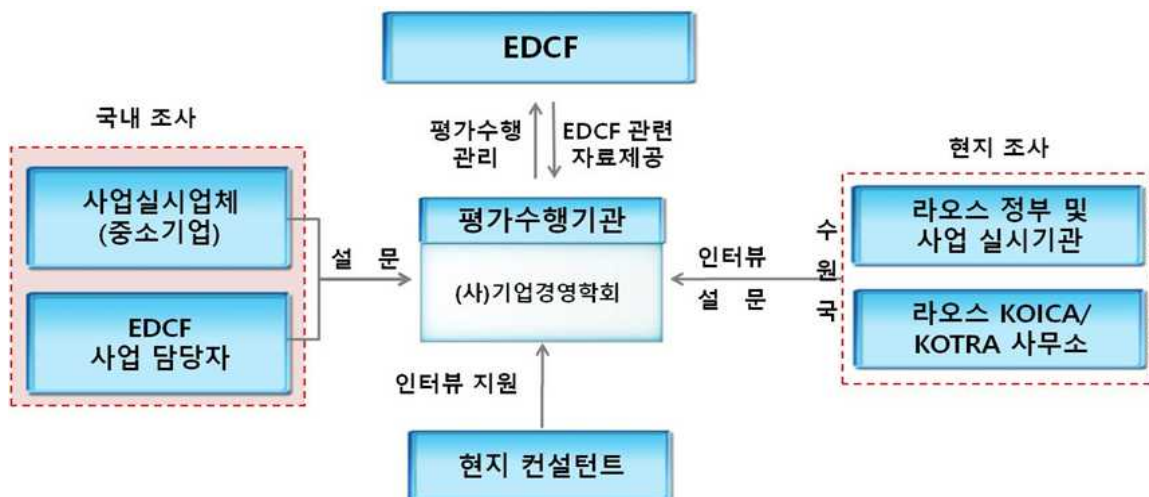 EDCF
국내 조사
평가수행
관리
EDCF 관련
자료제공
현지 조사
사업실시업체
(중소기업)
EDCF
사업 담당자
설 문
평가수행기관
(사)기업경영학회
인터뷰
설 문
수
원
국
라오스 정부 및
사업 실시기관
라오스 KOICA/
KOTRA 사무소
인터뷰 지원
현지 컨설턴트